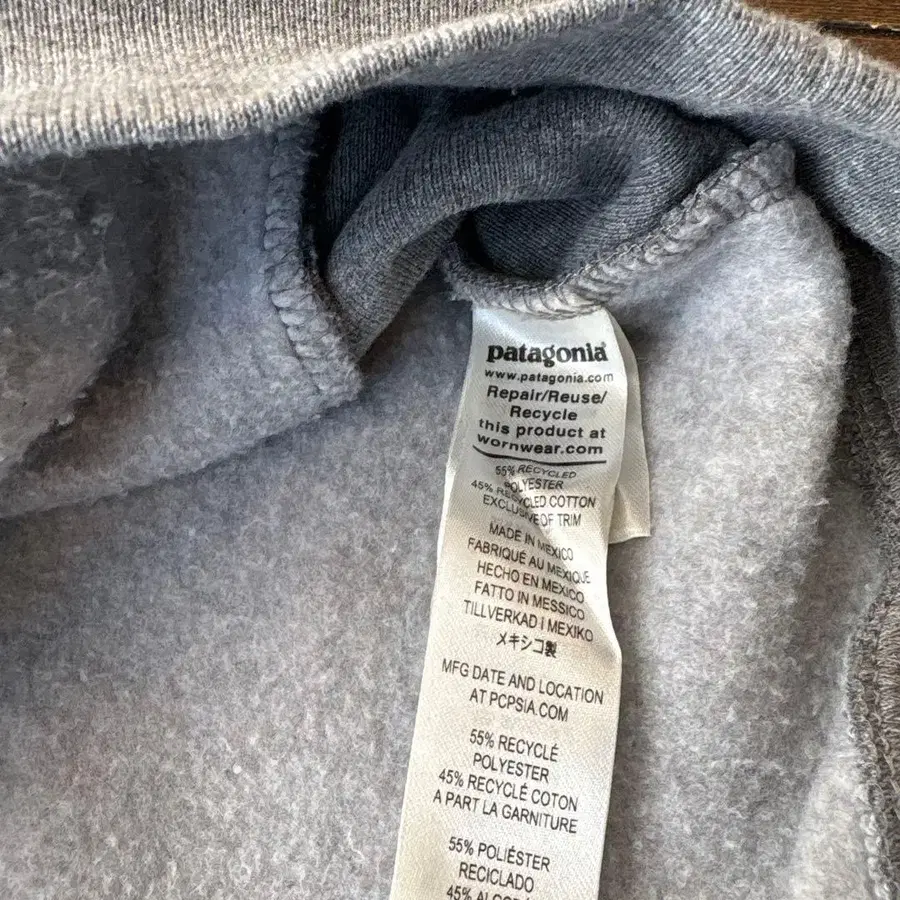 patagonia®
www.patagonia.com
Repair/Reuse/
Recycle
this product at
wornwear.com
55% RECYCLED
POLYESTER
45% RECYCLED COTTON
EXCLUSIVE OF TRIM
MADE IN MEXICO
FABRIQUÉ AU MEXIQUE
HECHO EN MEXICO
FATTO IN MESSICO
TILLVERKAD I MEXIKO
メキシコ製
MFG DATE AND LOCATION
AT PCPSIA.COM
55% RECYCLÉ
POLYESTER
45% RECYCLÉ COTON
A PART LA GARNITURE
55% POLIÉSTER
RECICLADO
45%